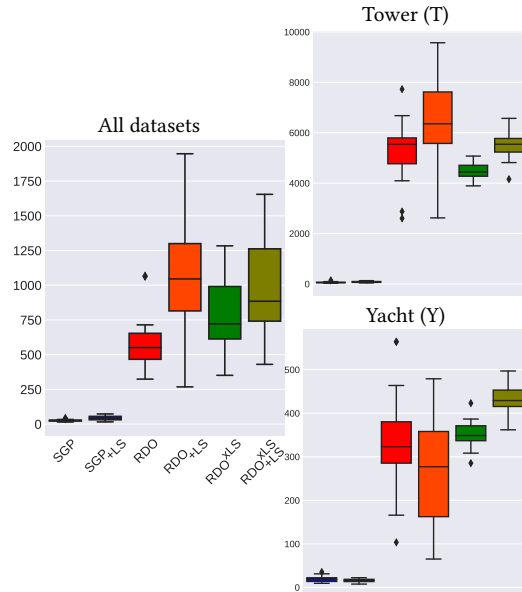 Tower (T)
10000
8000
6000
4000
2000
0
All datasets
2000
1750
1500
1250
1000
750
500
250
0
SGP
SGP+LS
RDO
RDO+LS
RDOxLS
RDOxLS+LS
Yacht (Y)
500
400
300
200
100
0